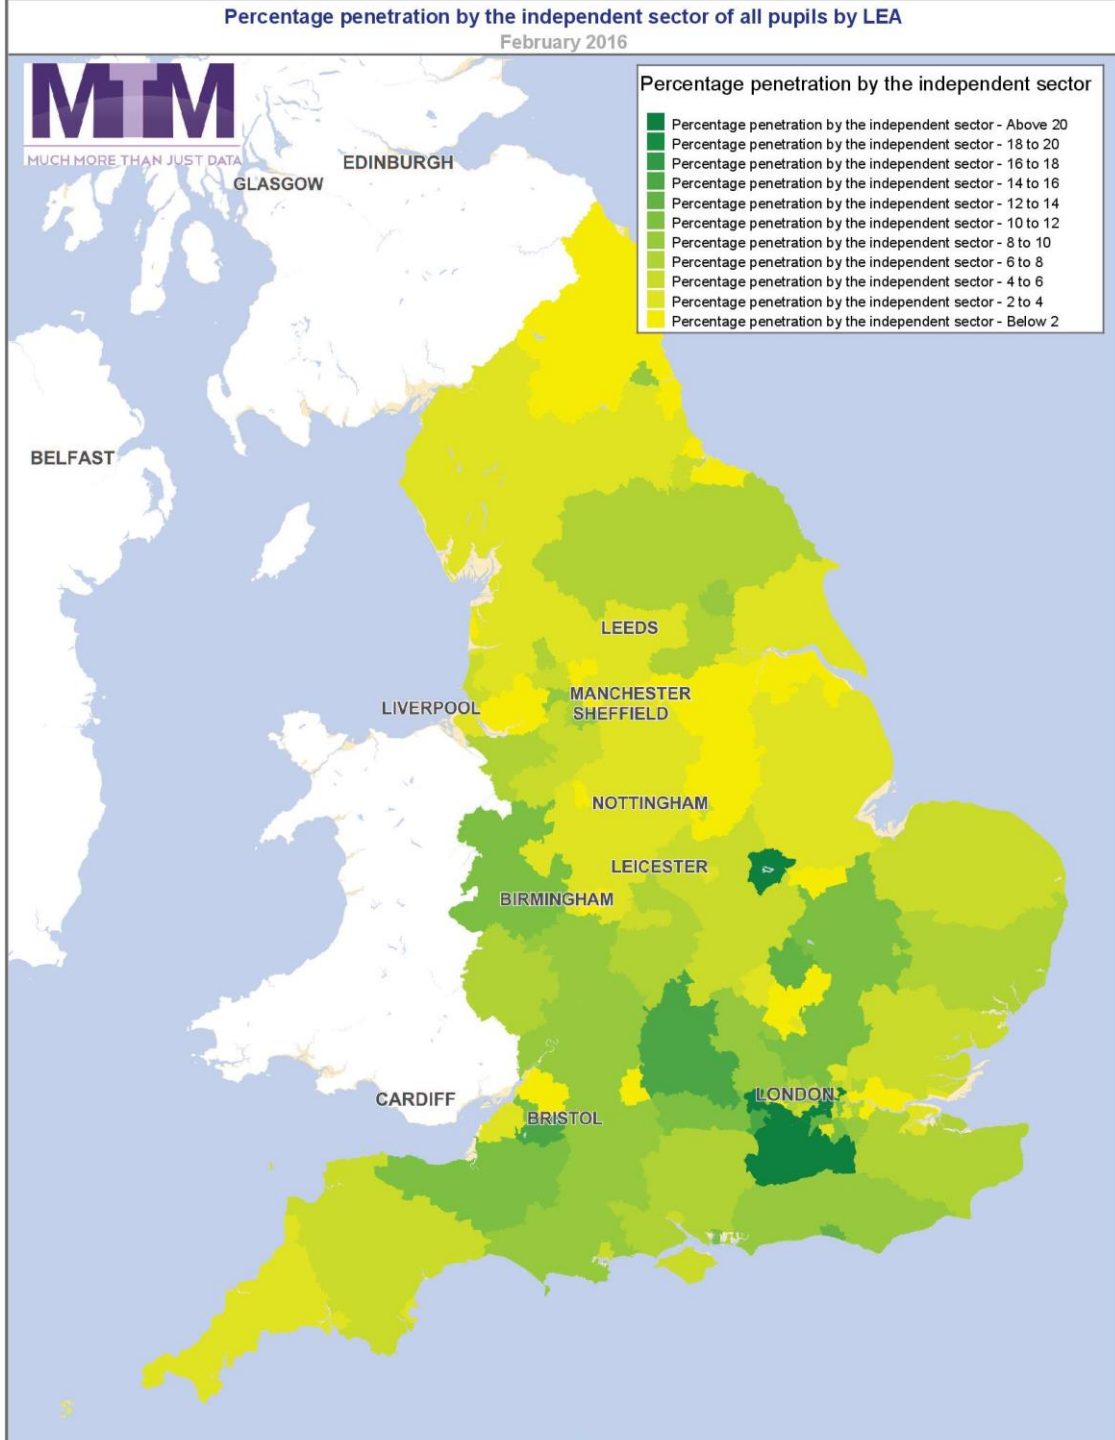 Percentage penetration by the independent sector of all pupils by LEA
February 2016
MTM
MUCH MORE THAN JUST DATA
Percentage penetration by the independent sector
Percentage penetration by the independent sector - Above 20
Percentage penetration by the independent sector - 18 to 20
Percentage penetration by the independent sector - 16 to 18
Percentage penetration by the independent sector - 14 to 16
Percentage penetration by the independent sector - 12 to 14
Percentage penetration by the independent sector - 10 to 12
Percentage penetration by the independent sector - 8 to 10
Percentage penetration by the independent sector - 6 to 8
Percentage penetration by the independent sector - 4 to 6
Percentage penetration by the independent sector - 2 to 4
Percentage penetration by the independent sector - Below 2
EDINBURGH
GLASGOW
BELFAST
LEEDS
MANCHESTER
LIVERPOOL
SHEFFIELD
NOTTINGHAM
LEICESTER
BIRMINGHAM
LONDON
CARDIFF
BRISTOL